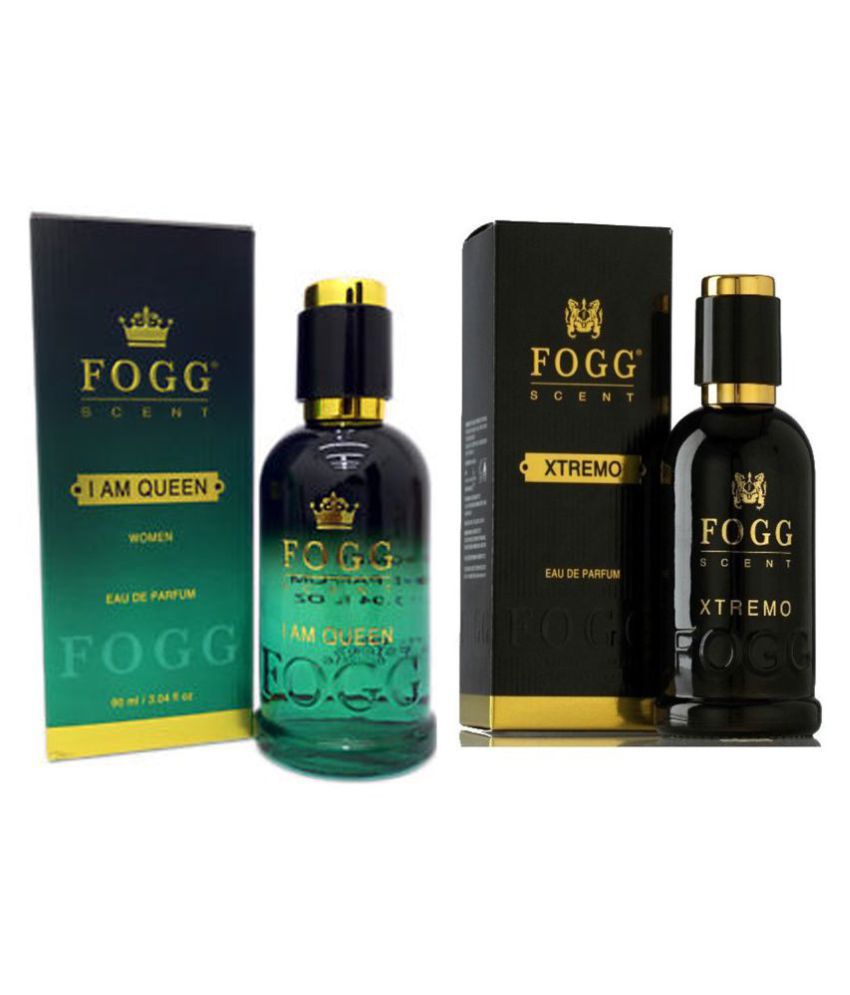 FOGG®
SCENT
I AM QUEEN
WOMEN
EAU DE PARFUM
FOGG
90 ml / 3.04 fl oz
FOGG
I AM QUEEN
FOGG
FOGG®
SCENT
XTREMO
EAU DE PARFUM
FOGG
FOGG
SCENT
XTREMO
FOGG